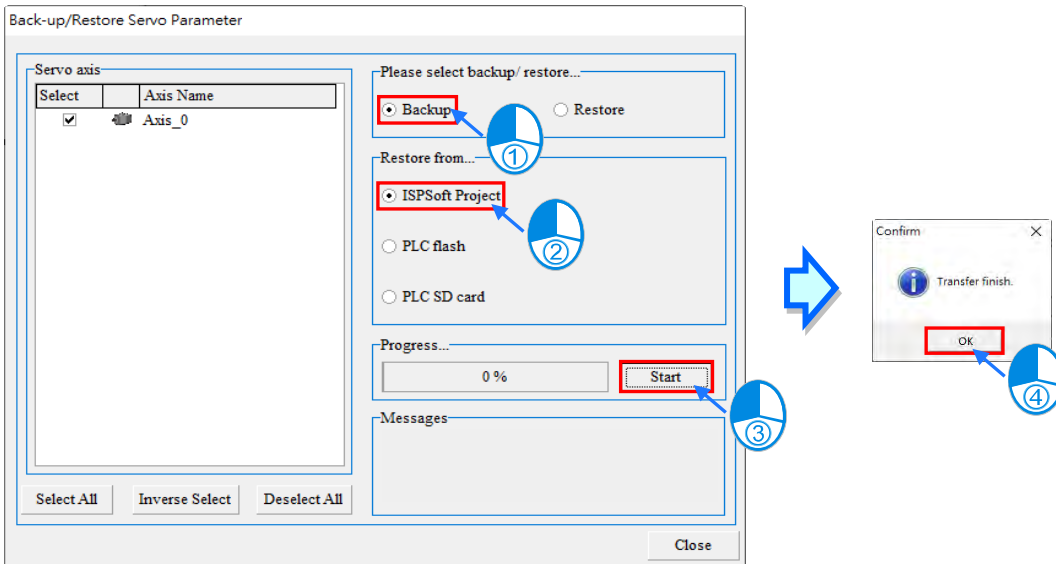 Back-up/Restore Servo Parameter
Servo axis
Select Axis Name
Axis_0
Select All Inverse Select Deselect All
Please select backup/ restore...
Backup Restore
①
Restore from...
ISPSoft Project
②
PLC flash
PLC SD card
Progress...
0 % Start
③
Messages
Close
Confirm
Transfer finish.
OK
④